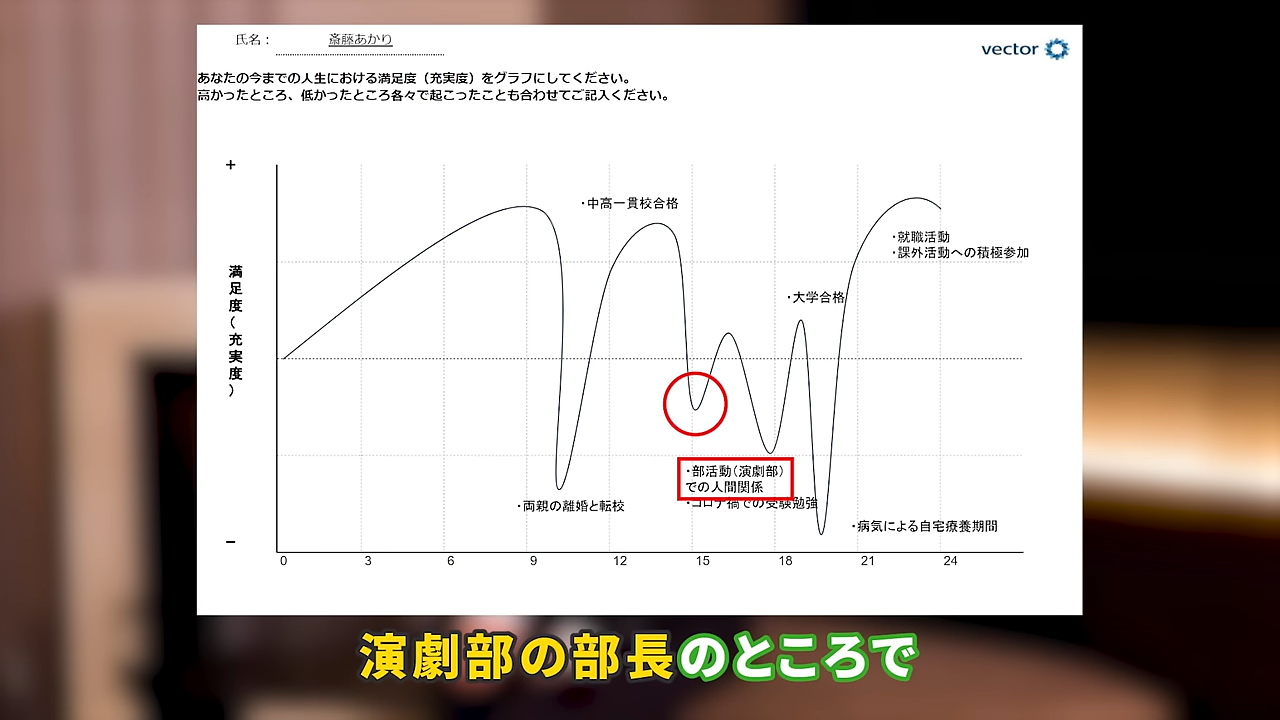 氏名： 斎藤あかり
vector
あなたの今までの人生における満足度（充実度）をグラフにしてください。
高かったところ、低かったところ各々で起こったことも合わせてご記入ください。
+
・中高一貫校合格
・就職活動
・課外活動への積極参加
満足度（充実度）
・大学合格
・部活動（演劇部）
での人間関係
・コロナ禍での受験勉強
・両親の離婚と転校
・病気による自宅療養期間
−
0 3 6 9 12 15 18 21 24
演劇部の部長のところで